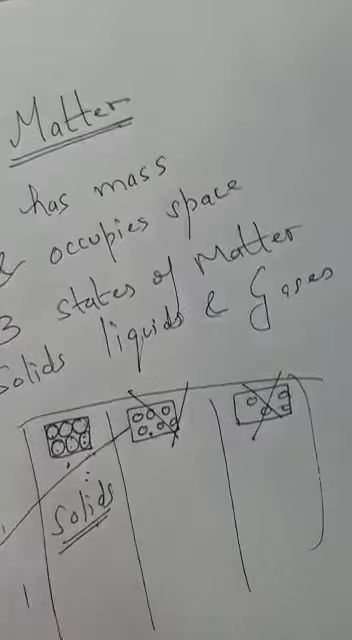 Matter
has mass
& occupies space
3 states of Matter
Solids liquids & Gases
Solids